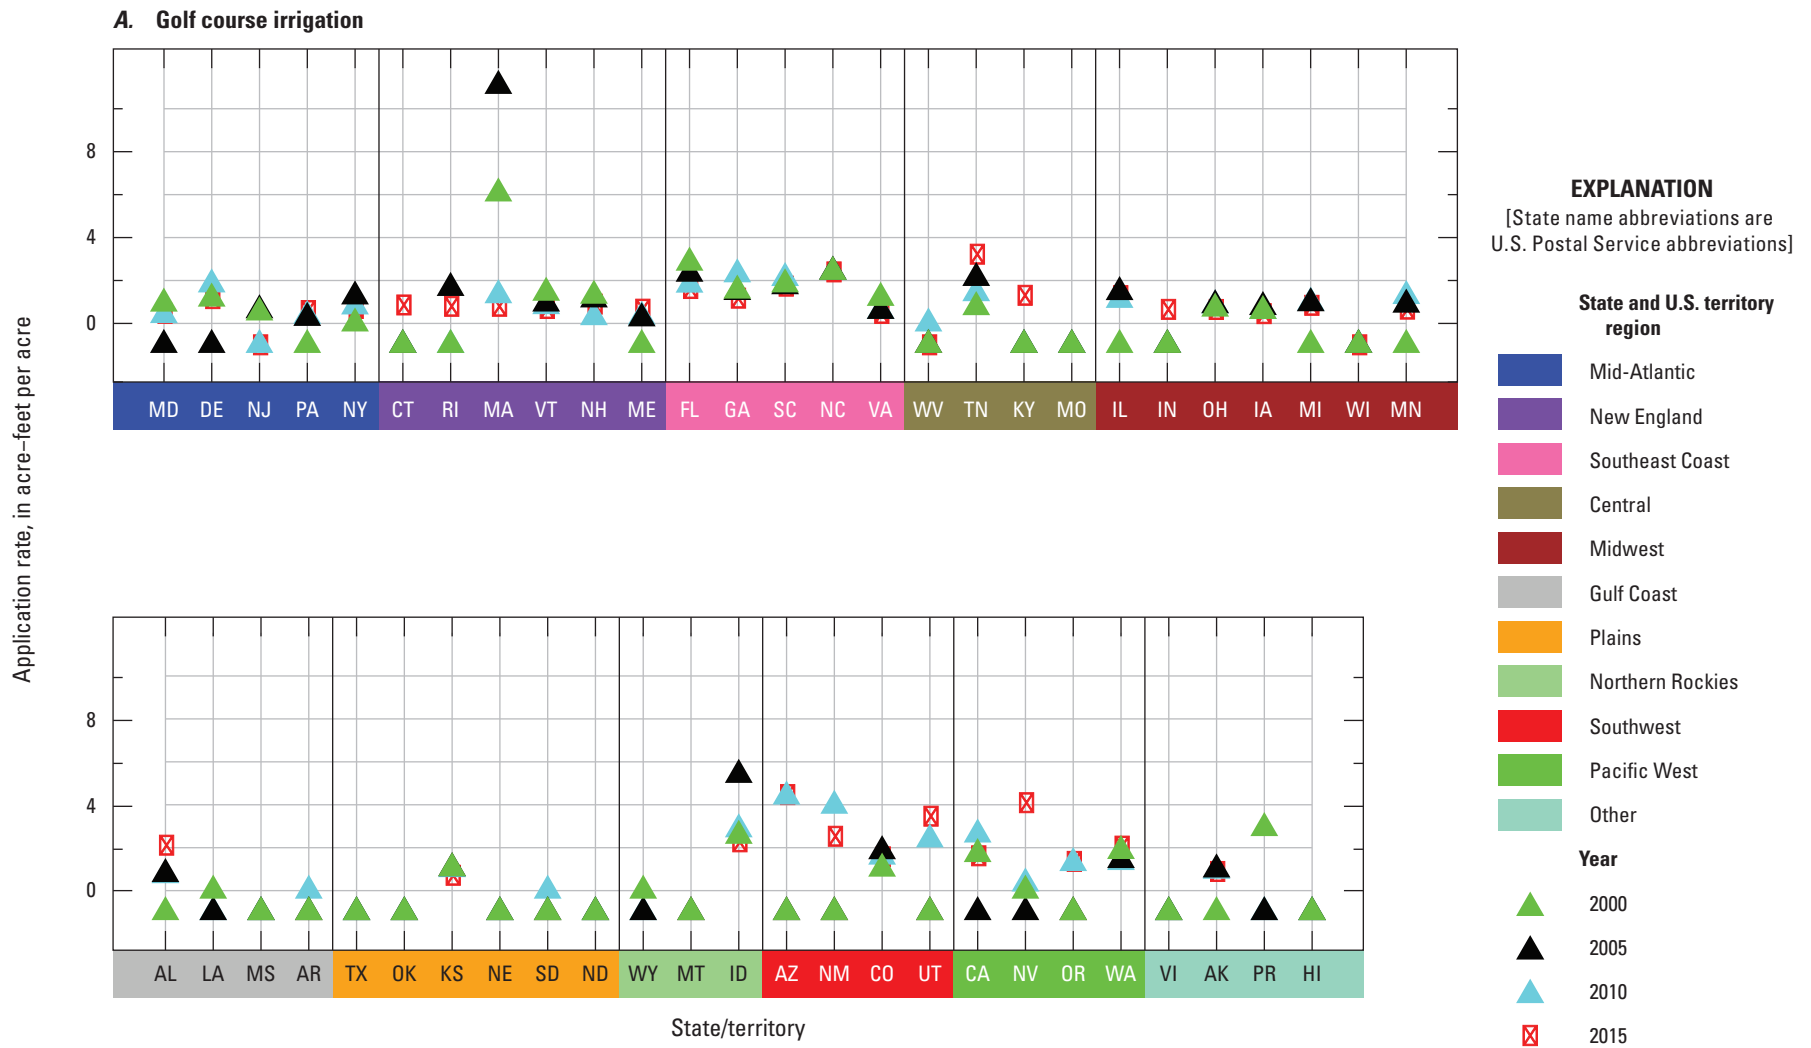 A. Golf course irrigation
8
4
0
MD DE NJ PA NY CT RI MA VT NH ME FL GA SC NC VA WV TN KY MO IL IN OH IA MI WI MN
Application rate, in acre–feet per acre
8
4
0
AL LA MS AR TX OK KS NE SD ND WY MT ID AZ NM CO UT CA NV OR WA VI AK PR HI
State/territory
EXPLANATION
[State name abbreviations are
U.S. Postal Service abbreviations]
State and U.S. territory
region
Mid-Atlantic
New England
Southeast Coast
Central
Midwest
Gulf Coast
Plains
Northern Rockies
Southwest
Pacific West
Other
Year
2000
2005
2010
2015